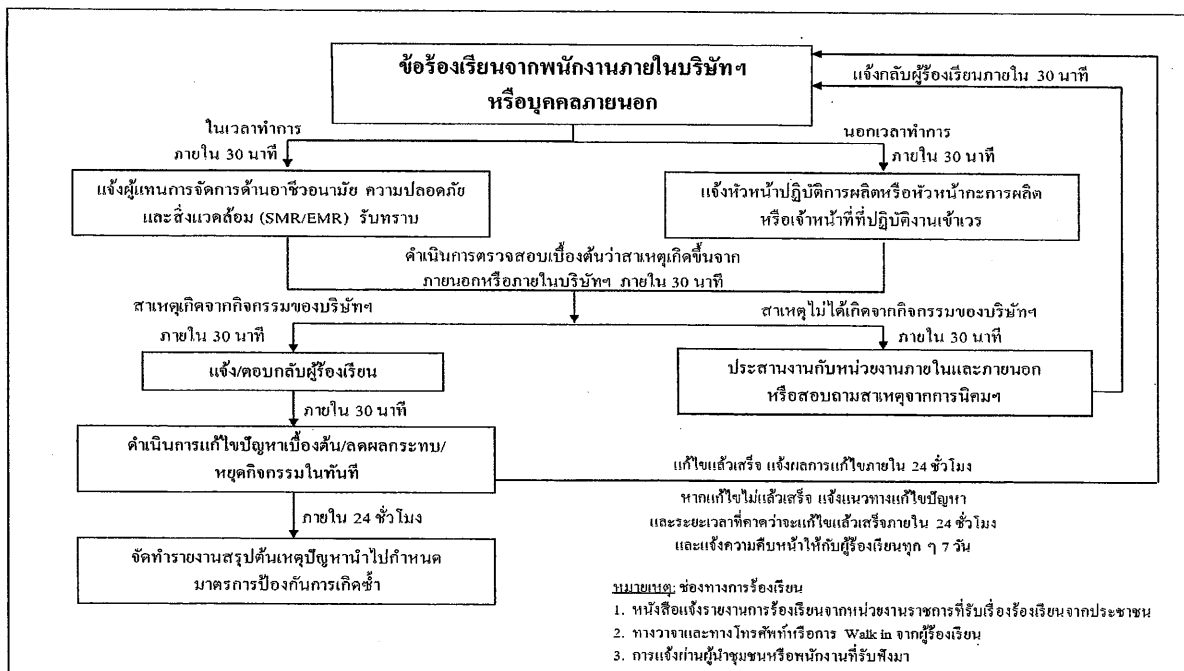 ข้อร้องเรียนจากพนักงานภายในบริษัทฯ
หรือบุคคลภายนอก
แจ้งกลับผู้ร้องเรียนภายใน 30 นาที
ในเวลาทำการ
ภายใน 30 นาที
นอกเวลาทำการ
ภายใน 30 นาที
แจ้งผู้แทนการจัดการด้านอาชีวอนามัย ความปลอดภัย
และสิ่งแวดล้อม (SMR/EMR) รับทราบ
แจ้งหัวหน้าปฏิบัติการผลิตหรือหัวหน้ากะการผลิต
หรือเจ้าหน้าที่ที่ปฏิบัติงานเข้าเวร
ดำเนินการตรวจสอบเบื้องต้นว่าสาเหตุเกิดขึ้นจาก
ภายนอกหรือภายในบริษัทฯ ภายใน 30 นาที
สาเหตุเกิดจากกิจกรรมของบริษัทฯ
ภายใน 30 นาที
สาเหตุไม่ได้เกิดจากกิจกรรมของบริษัทฯ
ภายใน 30 นาที
แจ้ง/ตอบกลับผู้ร้องเรียน
ประสานงานกับหน่วยงานภายในและภายนอก
หรือสอบถามสาเหตุจากการนิคมฯ
ภายใน 30 นาที
ดำเนินการแก้ไขปัญหาเบื้องต้น/ลดผลกระทบ/
หยุดกิจกรรมในทันที
แก้ไขแล้วเสร็จ แจ้งผลการแก้ไขภายใน 24 ชั่วโมง
หากแก้ไขไม่แล้วเสร็จ แจ้งแนวทางแก้ไขปัญหา
และระยะเวลาที่คาดว่าจะแก้ไขแล้วเสร็จภายใน 24 ชั่วโมง
และแจ้งความคืบหน้าให้กับผู้ร้องเรียนทุก ๆ 7 วัน
ภายใน 24 ชั่วโมง
จัดทำรายงานสรุปต้นเหตุปัญหานำไปกำหนด
มาตรการป้องกันการเกิดซ้ำ
หมายเหตุ: ช่องทางการร้องเรียน
1. หนังสือแจ้งรายงานการร้องเรียนจากหน่วยงานราชการที่รับเรื่องร้องเรียนจากประชาชน
2. ทางวาจาและทางโทรศัพท์หรือการ Walk in จากผู้ร้องเรียน
3. การแจ้งผ่านผู้นำชุมชนหรือพนักงานที่รับฟังมา